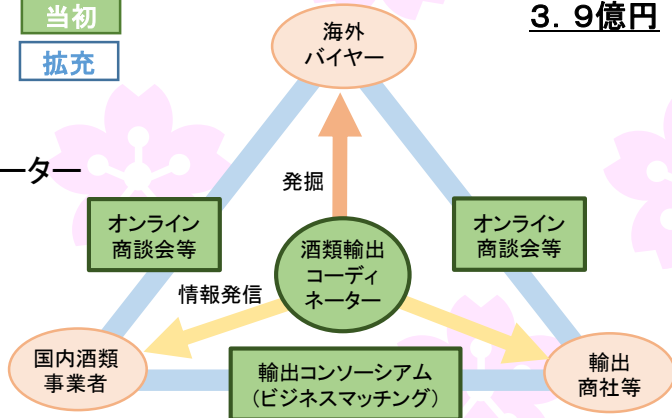 当初
拡充
3.9億円
海外
バイヤー
ーター
発掘
オンライン
商談会等
オンライン
商談会等
酒類輸出
コーディ
ネーター
情報発信
国内酒類
事業者
輸出コンソーシアム
(ビジネスマッチング)
輸出
商社等